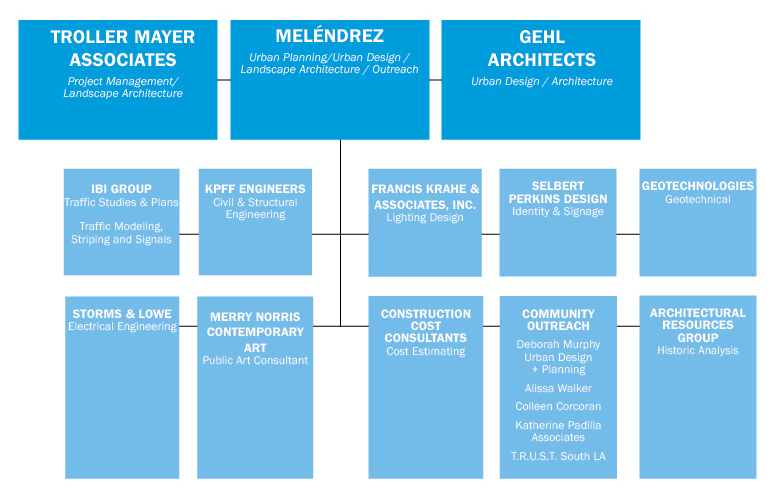 TROLLER MAYER
ASSOCIATES
Project Management/
Landscape Architecture
MELÉNDREZ
Urban Planning/Urban Design /
Landscape Architecture / Outreach
GEHL
ARCHITECTS
Urban Design / Architecture
IBI GROUP
Traffic Studies & Plans
Traffic Modeling,
Striping and Signals
KPFF ENGINEERS
Civil & Structural
Engineering
FRANCIS KRAHE &
ASSOCIATES, INC.
Lighting Design
SELBERT
PERKINS DESIGN
Identity & Signage
GEOTECHNOLOGIES
Geotechnical
STORMS & LOWE
Electrical Engineering
MERRY NORRIS
CONTEMPORARY
ART
Public Art Consultant
CONSTRUCTION
COST
CONSULTANTS
Cost Estimating
COMMUNITY
OUTREACH
Deborah Murphy
Urban Design
+ Planning
Alissa Walker
Colleen Corcoran
Katherine Padilla
Associates
T.R.U.S.T. South LA
ARCHITECTURAL
RESOURCES
GROUP
Historic Analysis